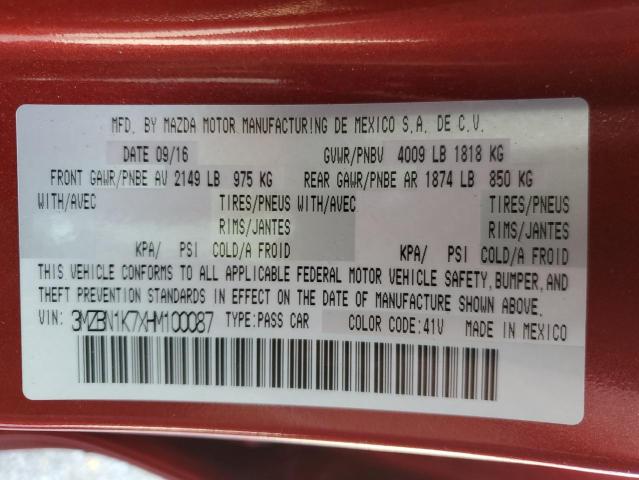 MFD. BY MAZDA MOTOR MANUFACTURING DE MEXICO S.A. DE C.V.
DATE 09/16 GVWR/PNBV 4009 LB 1818 KG
FRONT GAWR/PNBE AV 2149 LB 975 KG REAR GAWR/PNBE AR 1874 LB 850 KG
WITH/AVEC TIRES/PNEUS WITH/AVEC TIRES/PNEUS
RIMS/JANTES RIMS/JANTES
KPA/ PSI COLD/A FROID KPA/ PSI COLD/A FROID
THIS VEHICLE CONFORMS TO ALL APPLICABLE FEDERAL MOTOR VEHICLE SAFETY, BUMPER, AND
THEFT PREVENTION STANDARDS IN EFFECT ON THE DATE OF MANUFACTURE SHOWN ABOVE.
VIN: 3MZBN1K7XHM100087 TYPE:PASS CAR COLOR CODE:41V MADE IN MEXICO